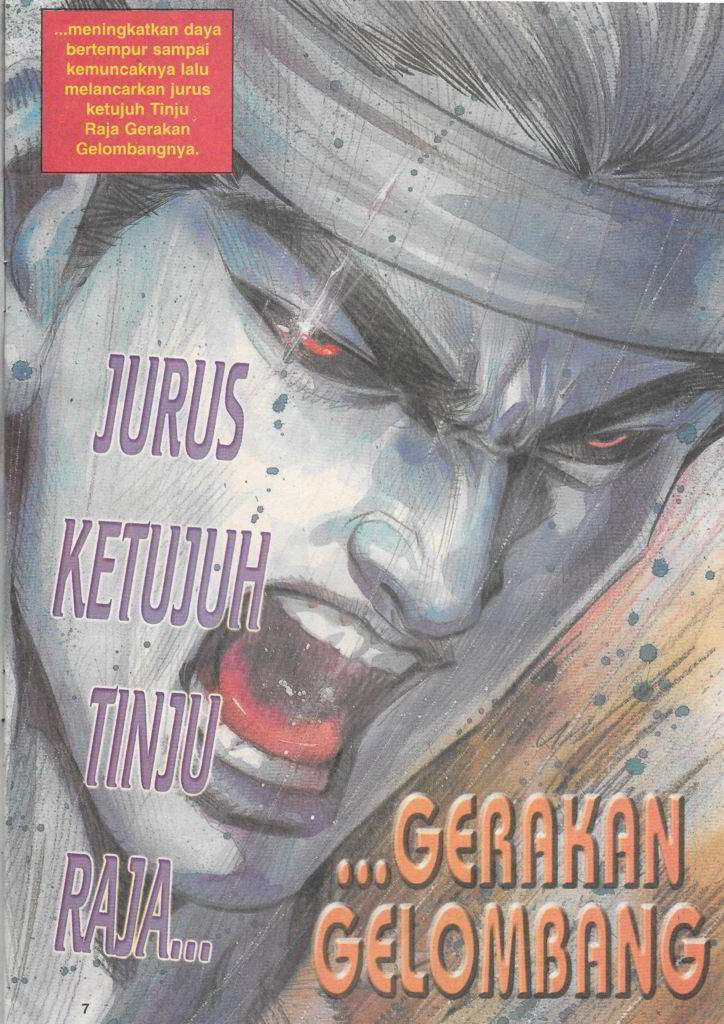 ...meningkatkan daya
bertempur sampai
kemuncaknya lalu
melancarkan jurus
ketujuh Tinju
Raja Gerakan
Gelombangnya.
JURUS
KETUJUH
TINJU
RAJA...
...GERAKAN
GELOMBANG
7